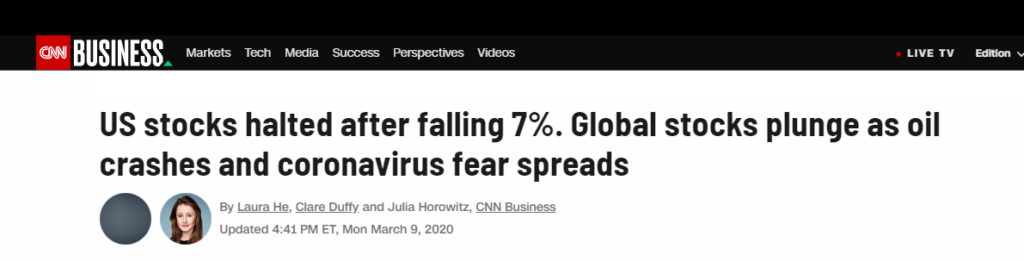 CNN BUSINESS Markets Tech Media Success Perspectives Videos LIVE TV Edition
US stocks halted after falling 7%. Global stocks plunge as oil
crashes and coronavirus fear spreads
By Laura He, Clare Duffy and Julia Horowitz, CNN Business
Updated 4:41 PM ET, Mon March 9, 2020